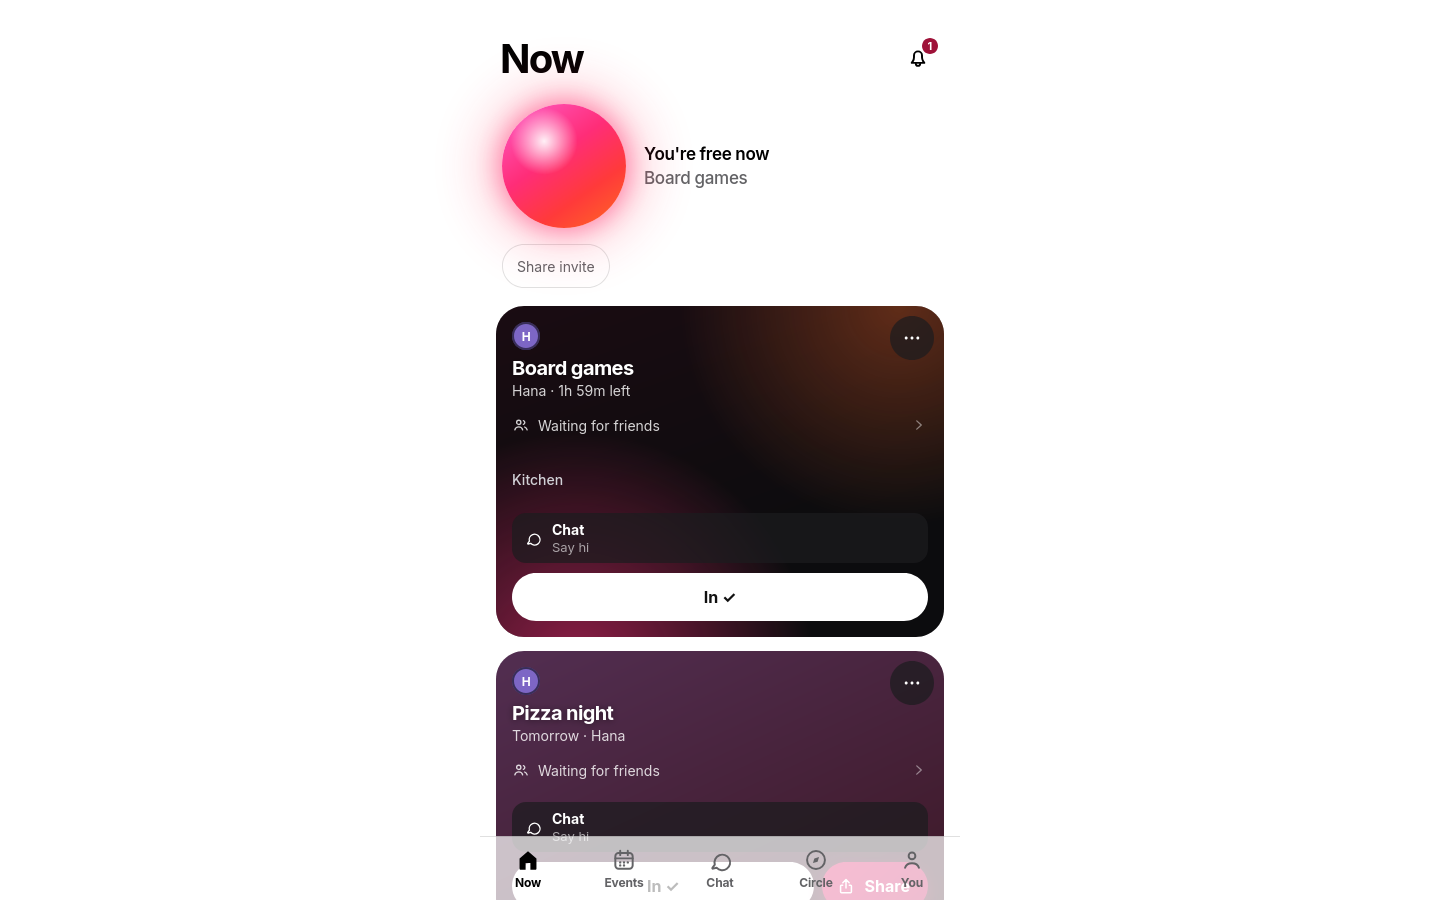 Now
1
You're free now
Board games
Share invite
H
Board games
Hana · 1h 59m left
Waiting for friends
Kitchen
Chat
Say hi
In ✓
H
Pizza night
Tomorrow · Hana
Waiting for friends
Chat
Say hi
In ✓
Share
Now
Events
Chat
Circle
You